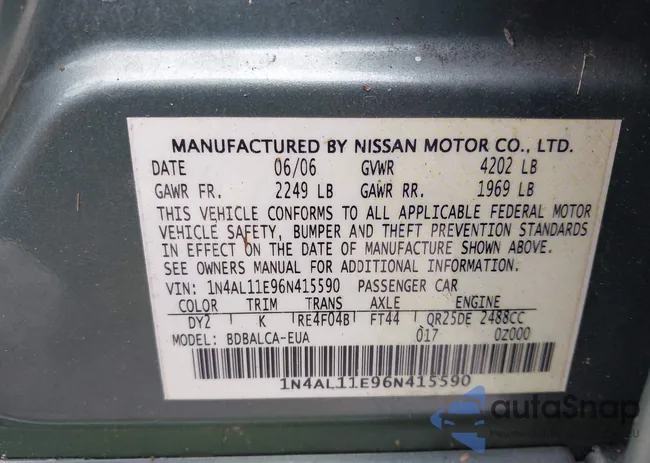 MANUFACTURED BY NISSAN MOTOR CO., LTD.
DATE 06/06 GVWR 4202 LB
GAWR FR. 2249 LB GAWR RR. 1969 LB
THIS VEHICLE CONFORMS TO ALL APPLICABLE FEDERAL MOTOR
VEHICLE SAFETY, BUMPER AND THEFT PREVENTION STANDARDS
IN EFFECT ON THE DATE OF MANUFACTURE SHOWN ABOVE.
SEE OWNERS MANUAL FOR ADDITIONAL INFORMATION.
VIN: 1N4AL11E96N415590 PASSENGER CAR
COLOR TRIM TRANS AXLE ENGINE
DY2 K RE4F04B FT44 QR25DE 2488CC
MODEL: BDBALCA-EUA 017 0Z000
1N4AL11E96N415590
autoSnap